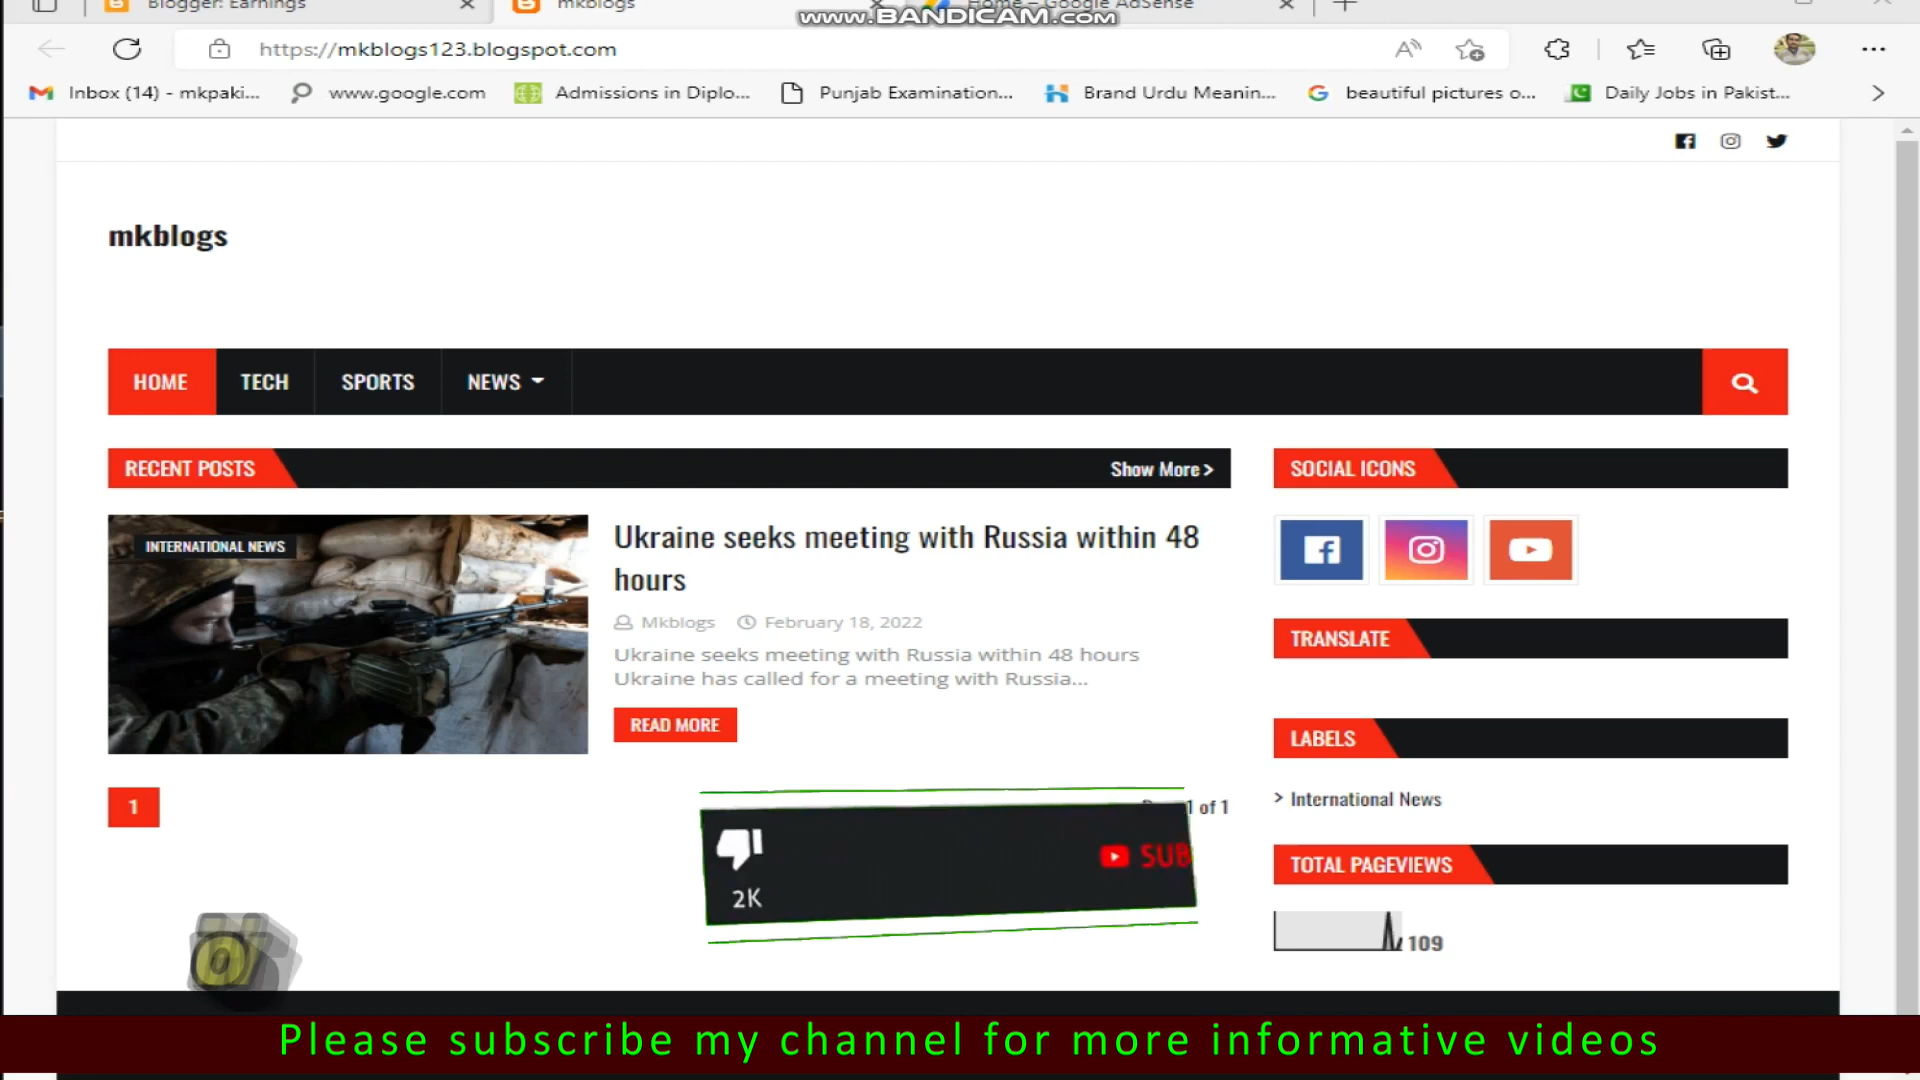 Blogger: Earnings
mkblogs
Home – Google AdSense
www.BANDICAM.com
https://mkblogs123.blogspot.com
Inbox (14) - mkpaki...
www.google.com
Admissions in Diplo...
Punjab Examination...
Brand Urdu Meanin...
beautiful pictures o...
Daily Jobs in Pakist...
mkblogs
HOME
TECH
SPORTS
NEWS
RECENT POSTS
Show More >
SOCIAL ICONS
INTERNATIONAL NEWS
Ukraine seeks meeting with Russia within 48
hours
Mkblogs
February 18, 2022
Ukraine seeks meeting with Russia within 48 hours
Ukraine has called for a meeting with Russia...
READ MORE
TRANSLATE
LABELS
> International News
1
1 of 1
2K
SUB
TOTAL PAGEVIEWS
109
Please subscribe my channel for more informative videos